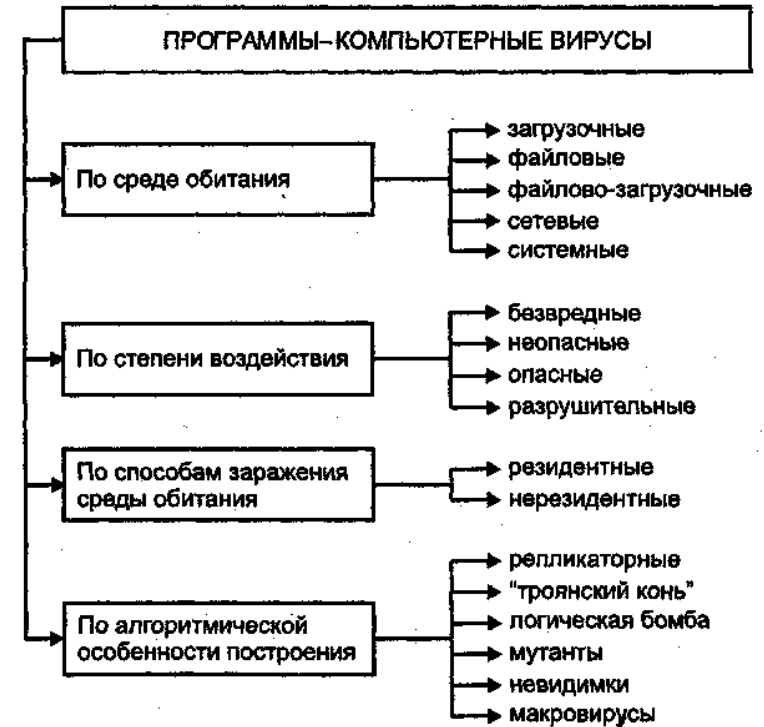 ПРОГРАММЫ–КОМПЬЮТЕРНЫЕ ВИРУСЫ
По среде обитания
загрузочные
файловые
файлово-загрузочные
сетевые
системные
По степени воздействия
безвредные
неопасные
опасные
разрушительные
По способам заражения
среды обитания
резидентные
нерезидентные
По алгоритмической
особенности построения
репликаторные
"троянский конь"
логическая бомба
мутанты
невидимки
макровирусы